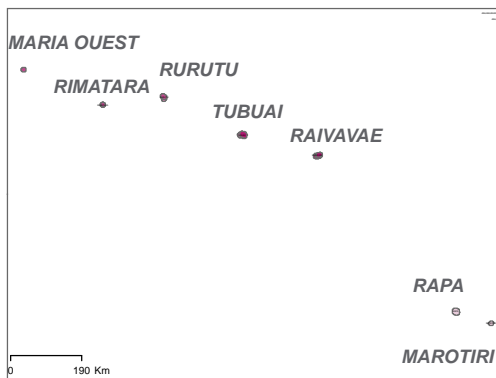 MARIA OUEST
RURUTU
RIMATARA
TUBUAI
RAIVAVAE
RAPA
MAROTIRI
0 190 Km